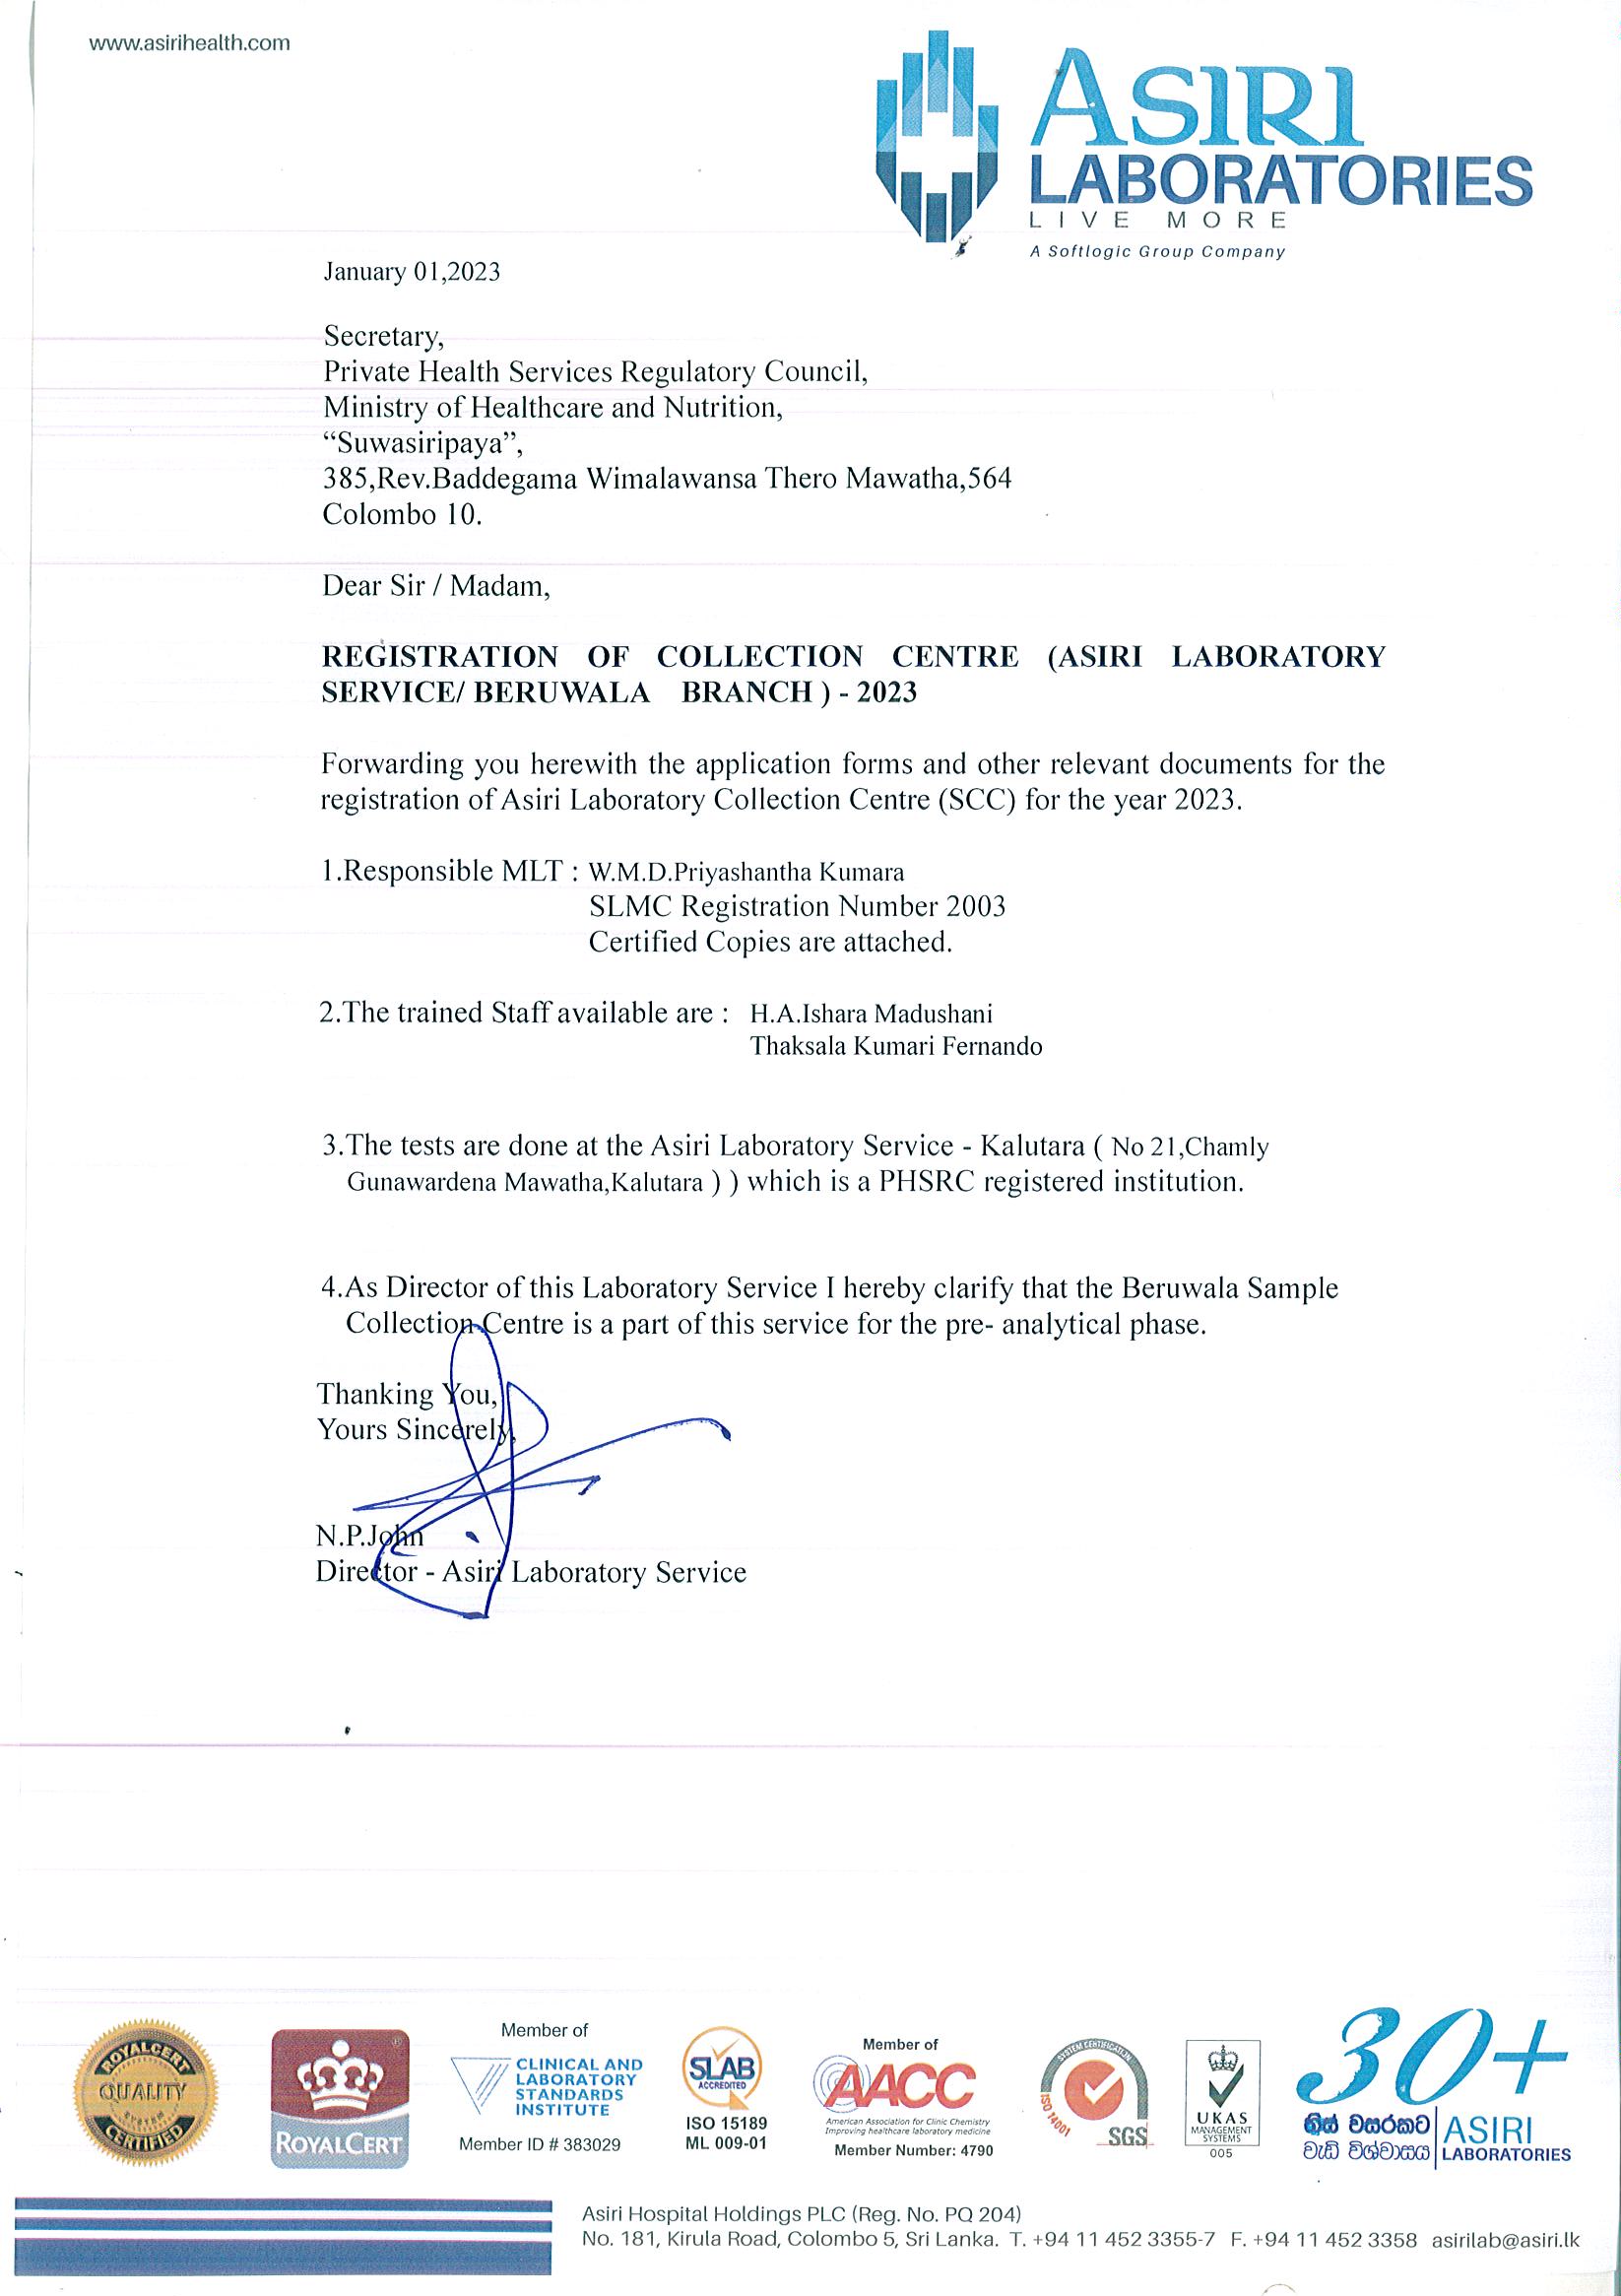 www.asirihealth.com
ASIRI
LABORATORIES
LIVE MORE
A Softlogic Group Company
January 01,2023
Secretary,
Private Health Services Regulatory Council,
Ministry of Healthcare and Nutrition,
“Suwasiripaya”,
385,Rev.Baddegama Wimalawansa Thero Mawatha,564
Colombo 10.
Dear Sir / Madam,
REGISTRATION OF COLLECTION CENTRE (ASIRI LABORATORY
SERVICE/ BERUWALA BRANCH ) - 2023
Forwarding you herewith the application forms and other relevant documents for the
registration of Asiri Laboratory Collection Centre (SCC) for the year 2023.
1.Responsible MLT : W.M.D.Priyashantha Kumara
SLMC Registration Number 2003
Certified Copies are attached.
2.The trained Staff available are : H.A.Ishara Madushani
Thaksala Kumari Fernando
3.The tests are done at the Asiri Laboratory Service - Kalutara ( No 21,Chamly
Gunawardena Mawatha,Kalutara ) ) which is a PHSRC registered institution.
4.As Director of this Laboratory Service I hereby clarify that the Beruwala Sample
Collection Centre is a part of this service for the pre- analytical phase.
Thanking You,
Yours Sincerely,
N.P.John
Director - Asiri Laboratory Service
ROYALCERT
QUALITY
SYSTEM
CERTIFIED
ROYALCERT
Member of
CLINICAL AND
LABORATORY
STANDARDS
INSTITUTE
Member ID # 383029
SLAB
ACCREDITED
ISO 15189
ML 009-01
Member of
AACC
American Association for Clinic Chemistry
Improving healthcare laboratory medicine
Member Number: 4790
SYSTEM CERTIFICATION
ISO 14001
SGS
UKAS
MANAGEMENT
SYSTEMS
005
30+
තිස් වසරකට
වැඩි විශ්වාසය
ASIRI
LABORATORIES
Asiri Hospital Holdings PLC (Reg. No. PQ 204)
No. 181, Kirula Road, Colombo 5, Sri Lanka. T. +94 11 452 3355-7 F. +94 11 452 3358 asirilab@asiri.lk